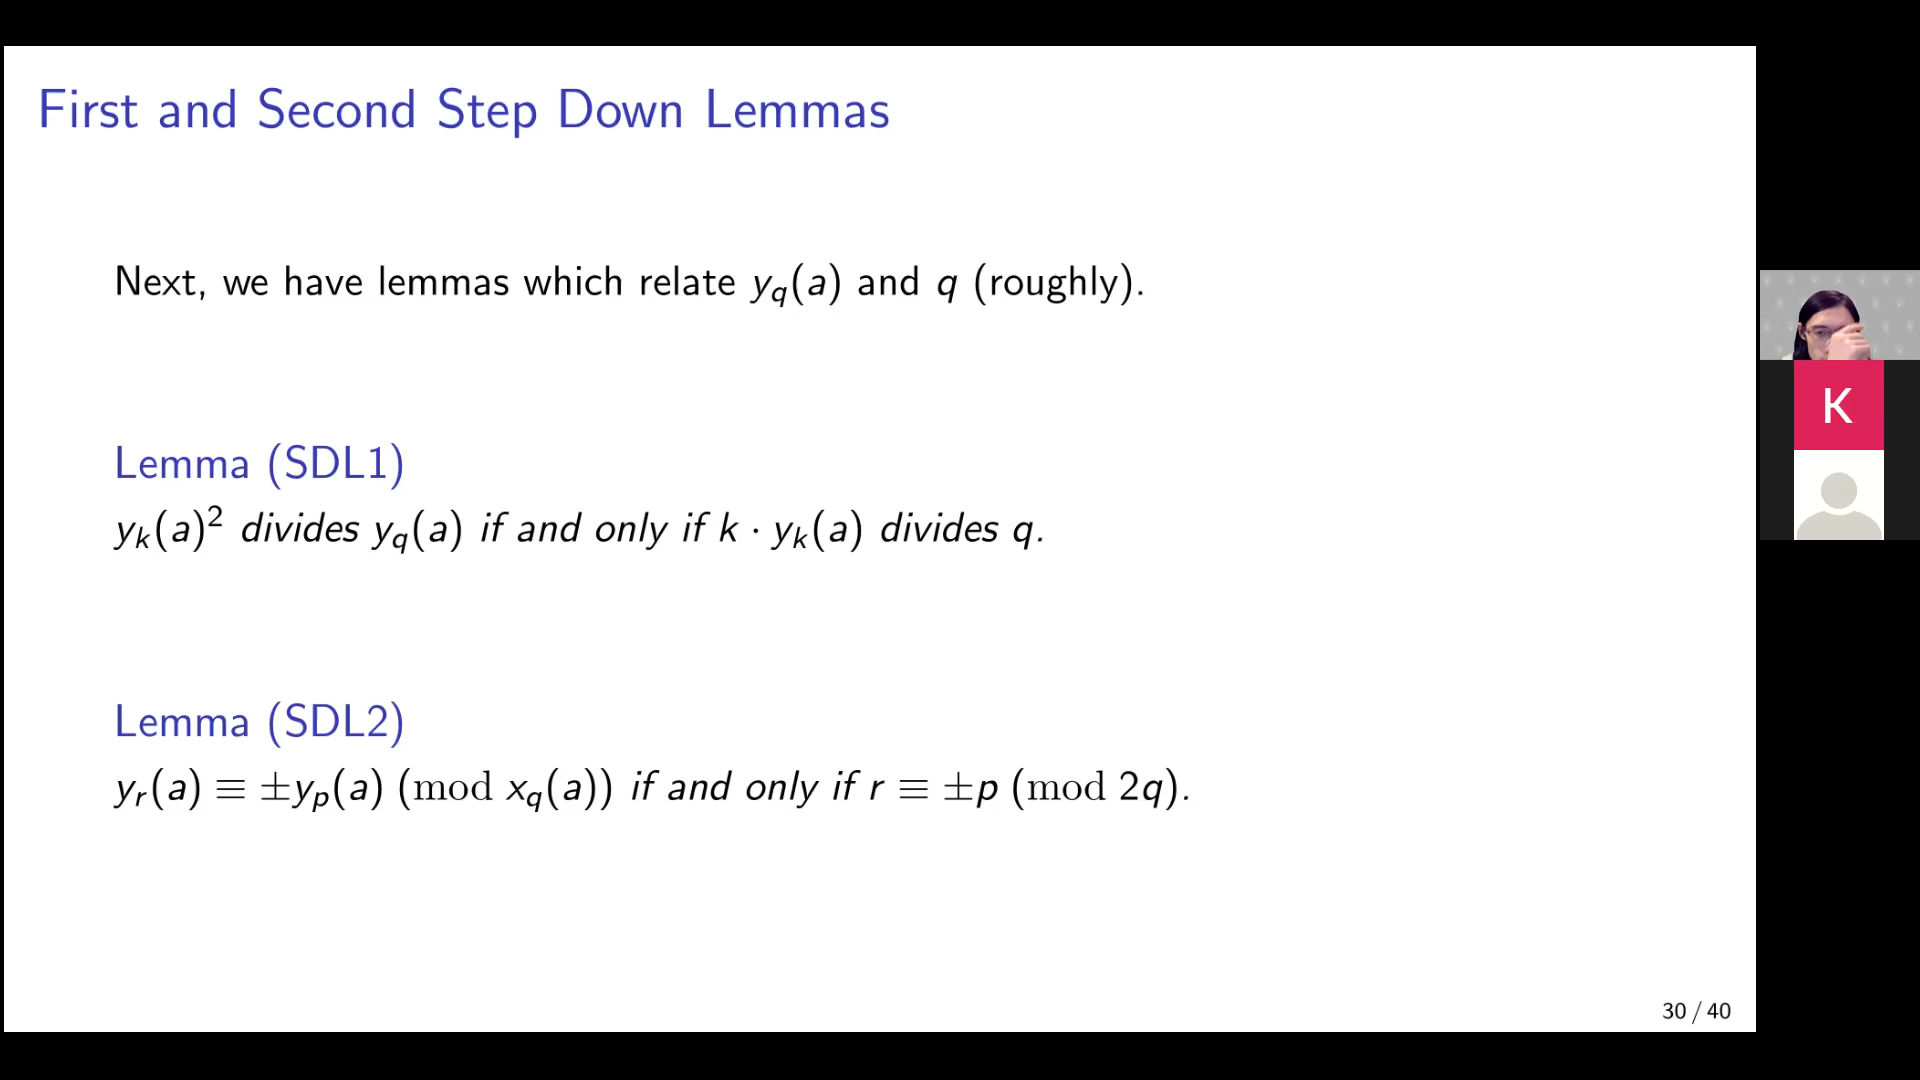 First and Second Step Down Lemmas
Next, we have lemmas which relate y_q(a) and q (roughly).
Lemma (SDL1)
y_k(a)² divides y_q(a) if and only if k · y_k(a) divides q.
Lemma (SDL2)
y_r(a) ≡ ±y_p(a) (mod x_q(a)) if and only if r ≡ ±p (mod 2q).
30 / 40
K